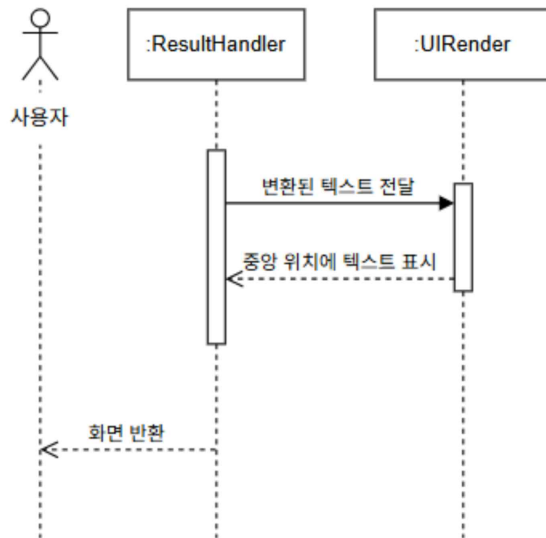 :ResultHandler
:UIRender
사용자
변환된 텍스트 전달
중앙 위치에 텍스트 표시
화면 반환